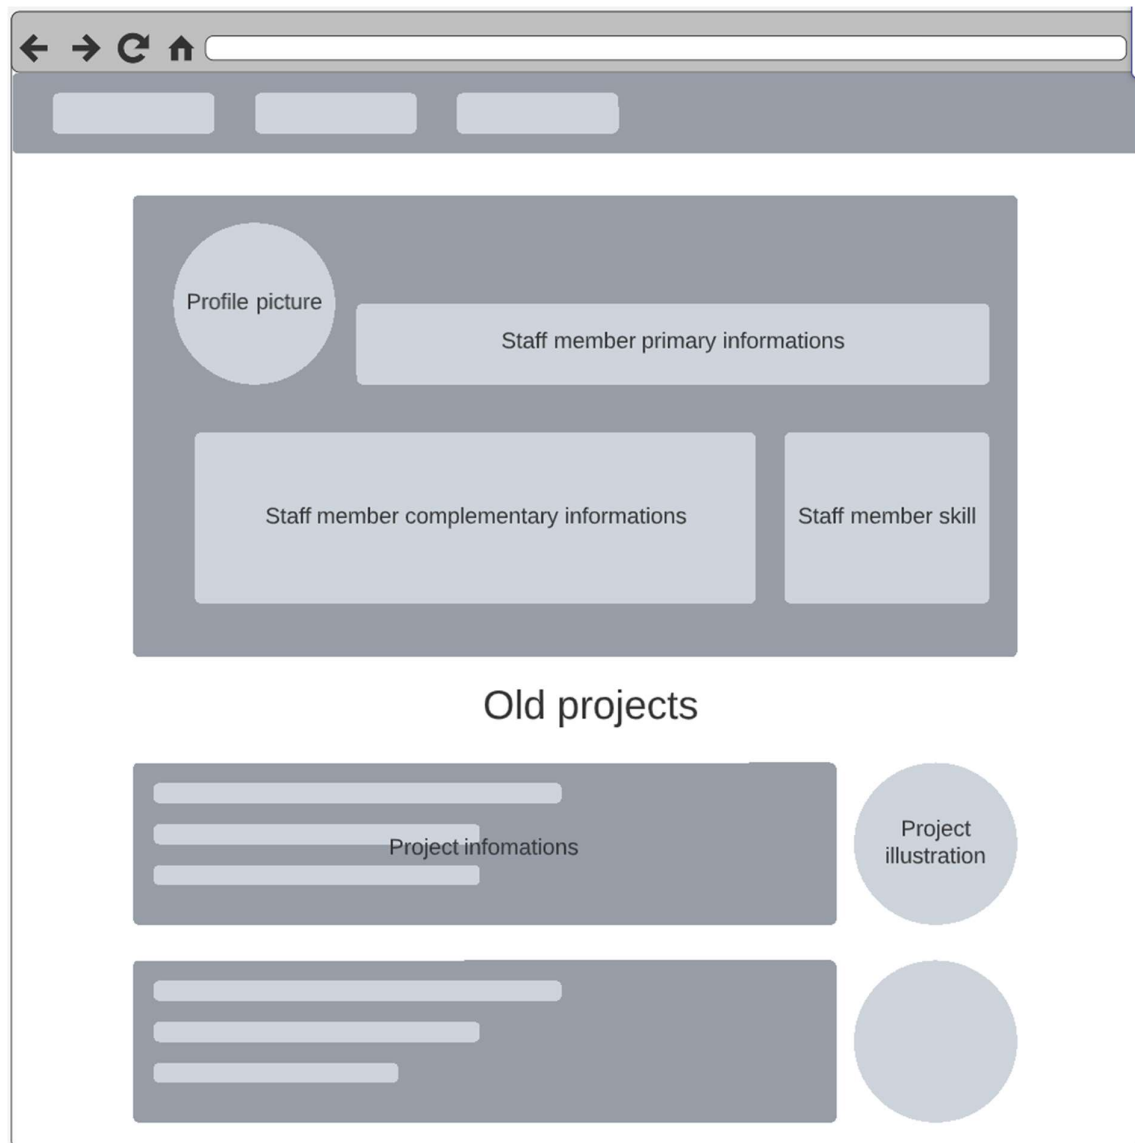 Profile picture
Staff member primary informations
Staff member complementary informations
Staff member skill
Old projects
Project infomations
Project
illustration